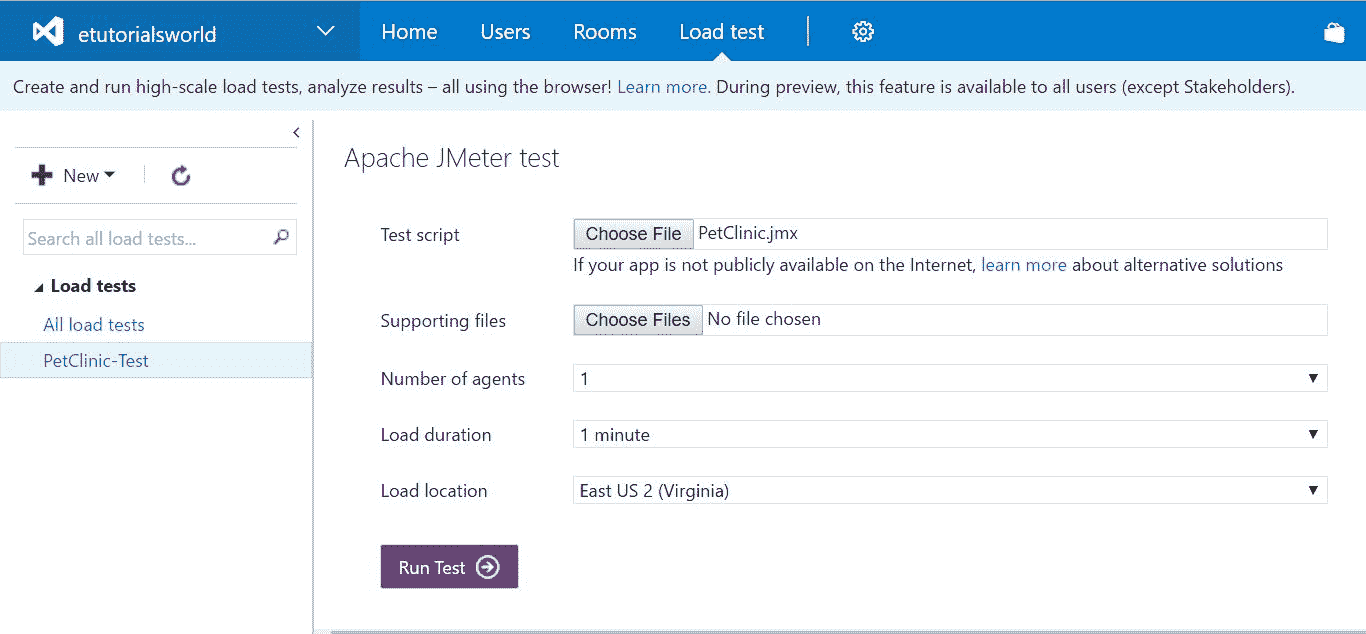 etutorialsworld
Home Users Rooms Load test
Create and run high-scale load tests, analyze results – all using the browser! Learn more. During preview, this feature is available to all users (except Stakeholders).
New
Search all load tests...
Load tests
All load tests
PetClinic-Test
Apache JMeter test
Test script Choose File PetClinic.jmx
If your app is not publicly available on the Internet, learn more about alternative solutions
Supporting files Choose Files No file chosen
Number of agents 1
Load duration 1 minute
Load location East US 2 (Virginia)
Run Test